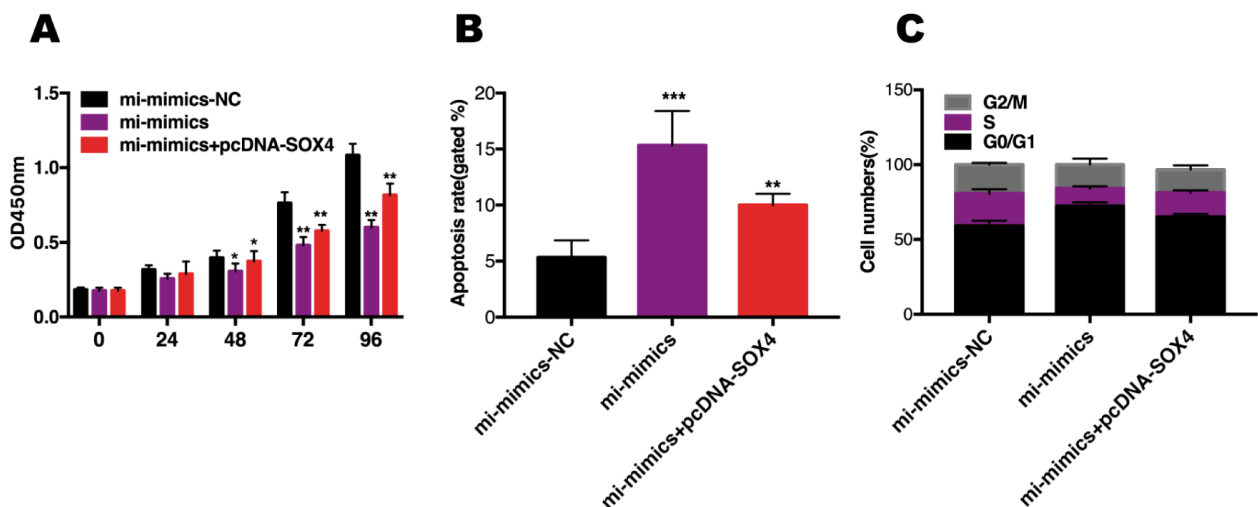 A
1.5
1.0
0.5
0.0
OD450nm
mi-mimics-NC
mi-mimics
mi-mimics+pcDNA-SOX4
*
*
**
**
**
**
0
24
48
72
96
B
20
15
10
5
0
Apoptosis rate(gated %)
***
**
mi-mimics-NC
mi-mimics
mi-mimics+pcDNA-SOX4
C
150
100
50
0
Cell numbers(%)
G2/M
S
G0/G1
mi-mimics-NC
mi-mimics
mi-mimics+pcDNA-SOX4